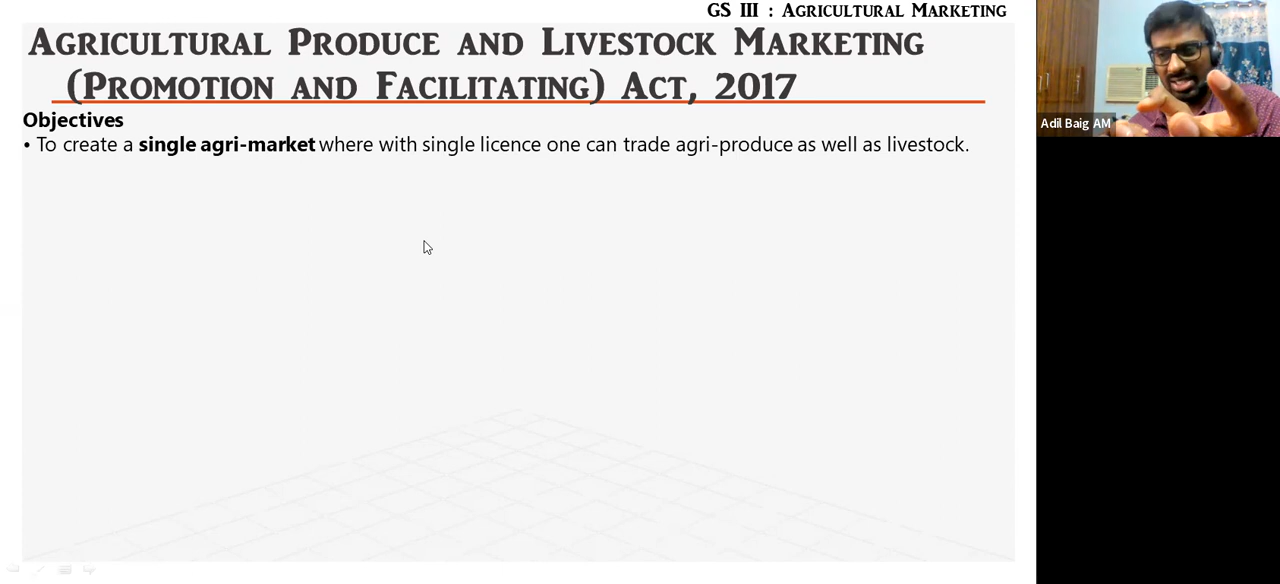 GS III : Agricultural Marketing
Agricultural Produce and Livestock Marketing
(Promotion and Facilitating) Act, 2017
Objectives
• To create a single agri-market where with single licence one can trade agri-produce as well as livestock.
Adil Baig AM